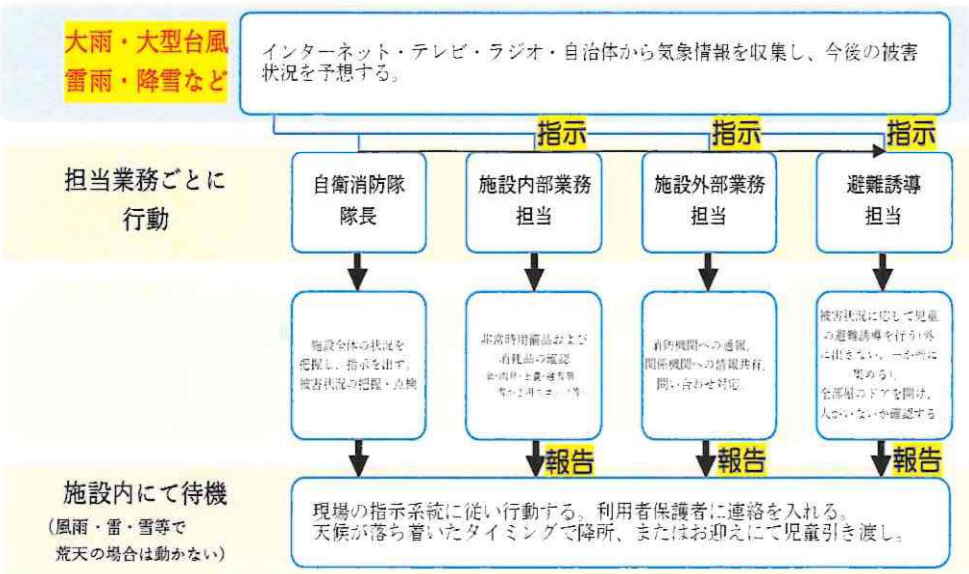 大雨・大型台風
雷雨・降雪など
インターネット・テレビ・ラジオ・自治体から気象情報を収集し、今後の被害
状況を予想する。
指示
指示
指示
担当業務ごとに
行動
自衛消防隊
隊長
施設内部業務
担当
施設外部業務
担当
避難誘導
担当
施設全体の状況を
把握し、指示を出す。
被害状況の把握・点検
非常時用備品および
消耗品の確認
消防機関への通報、
関係機関への情報共有、
問い合わせ対応。
被害状況に応じて児童
の避難誘導を行う(外
に出さない、一か所に
集める)。
全部屋のドアを開け、
人がいないか確認する
報告
報告
報告
施設内にて待機
(風雨・雷・雪等で
荒天の場合は動かない)
現場の指示系統に従い行動する。利用者保護者に連絡を入れる。
天候が落ち着いたタイミングで降所、またはお迎えにて児童引き渡し。